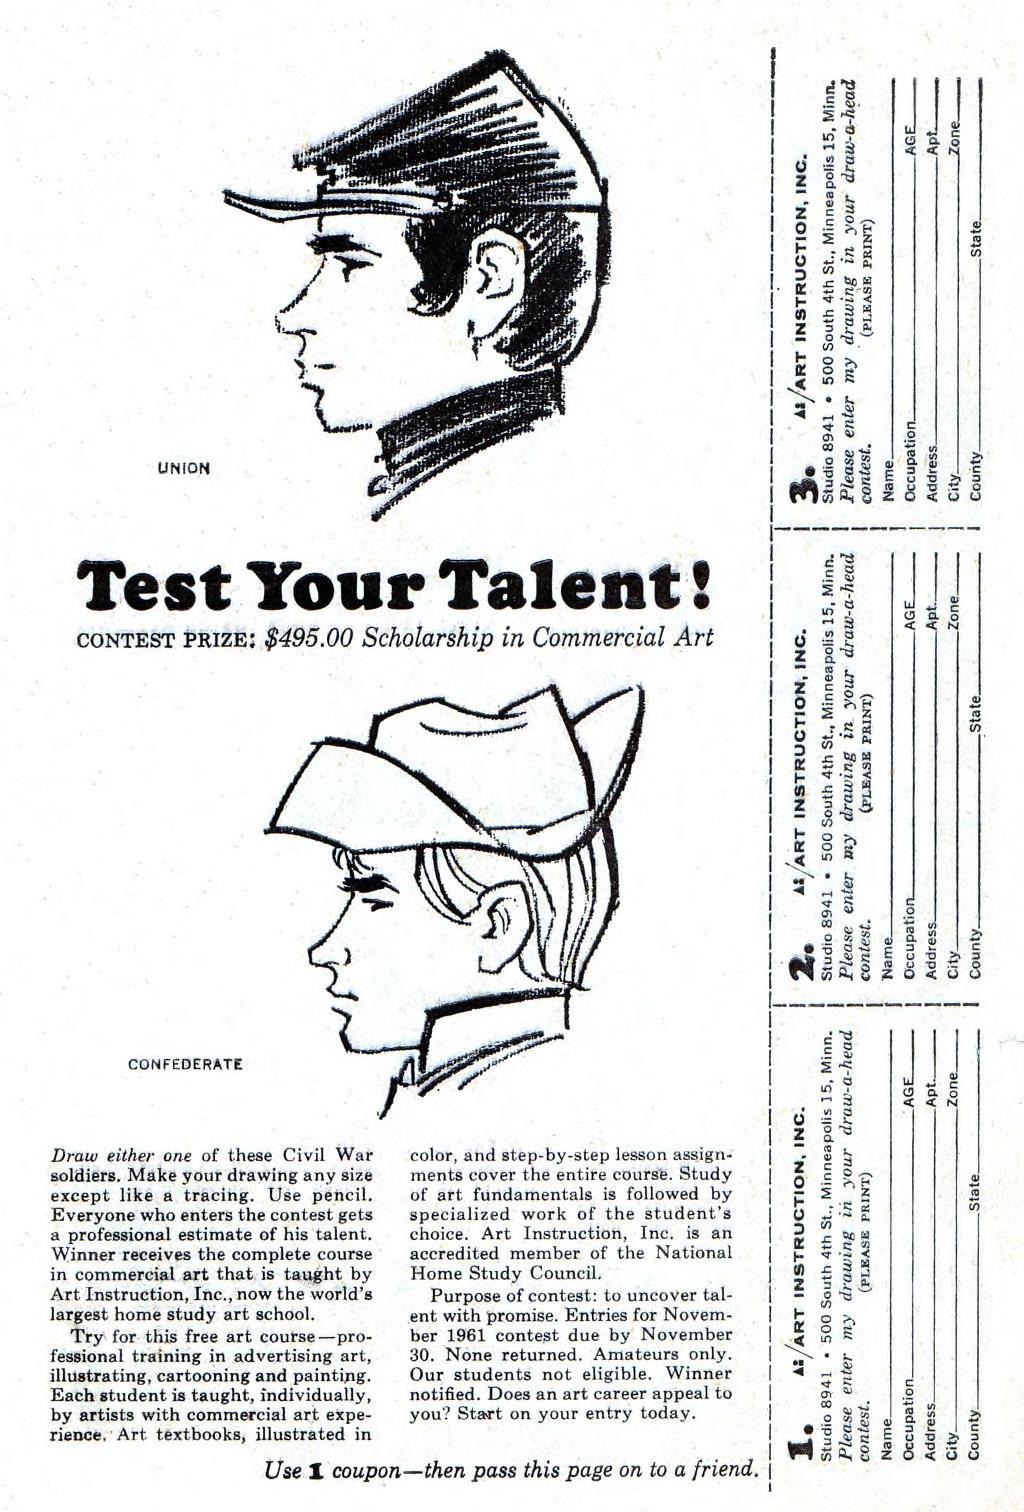 UNION
Test Your Talent!
CONTEST PRIZE: $495.00 Scholarship in Commercial Art
CONFEDERATE
Draw either one of these Civil War
soldiers. Make your drawing any size
except like a tracing. Use pencil.
Everyone who enters the contest gets
a professional estimate of his talent.
Winner receives the complete course
in commercial art that is taught by
Art Instruction, Inc., now the world's
largest home study art school.
Try for this free art course—pro-
fessional training in advertising art,
illustrating, cartooning and painting.
Each student is taught, individually,
by artists with commercial art expe-
rience. Art textbooks, illustrated in
color, and step-by-step lesson assign-
ments cover the entire course. Study
of art fundamentals is followed by
specialized work of the student's
choice. Art Instruction, Inc. is an
accredited member of the National
Home Study Council.
Purpose of contest: to uncover tal-
ent with promise. Entries for Novem-
ber 1961 contest due by November
30. None returned. Amateurs only.
Our students not eligible. Winner
notified. Does an art career appeal to
you? Start on your entry today.
Use 1 coupon—then pass this page on to a friend.
1. ART INSTRUCTION, INC.
Studio 8941 • 500 South 4th St., Minneapolis 15, Minn.
Please enter my drawing in your draw-a-head
contest. (PLEASE PRINT)
Name
Occupation AGE
Address Apt.
City Zone
County State
2. ART INSTRUCTION, INC.
Studio 8941 • 500 South 4th St., Minneapolis 15, Minn.
Please enter my drawing in your draw-a-head
contest. (PLEASE PRINT)
Name
Occupation AGE
Address Apt.
City Zone
County State
3. ART INSTRUCTION, INC.
Studio 8941 • 500 South 4th St., Minneapolis 15, Minn.
Please enter my drawing in your draw-a-head
contest. (PLEASE PRINT)
Name
Occupation AGE
Address Apt.
City Zone
County State